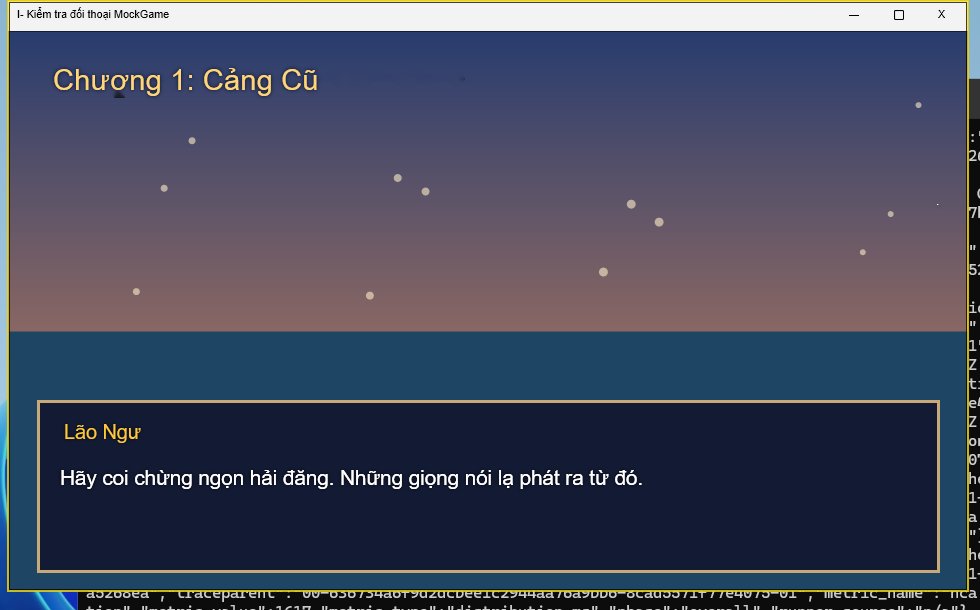 I- Kiểm tra đối thoại MockGame
Chương 1: Cảng Cũ
Lão Ngư
Hãy coi chừng ngọn hải đăng. Những giọng nói lạ phát ra từ đó.